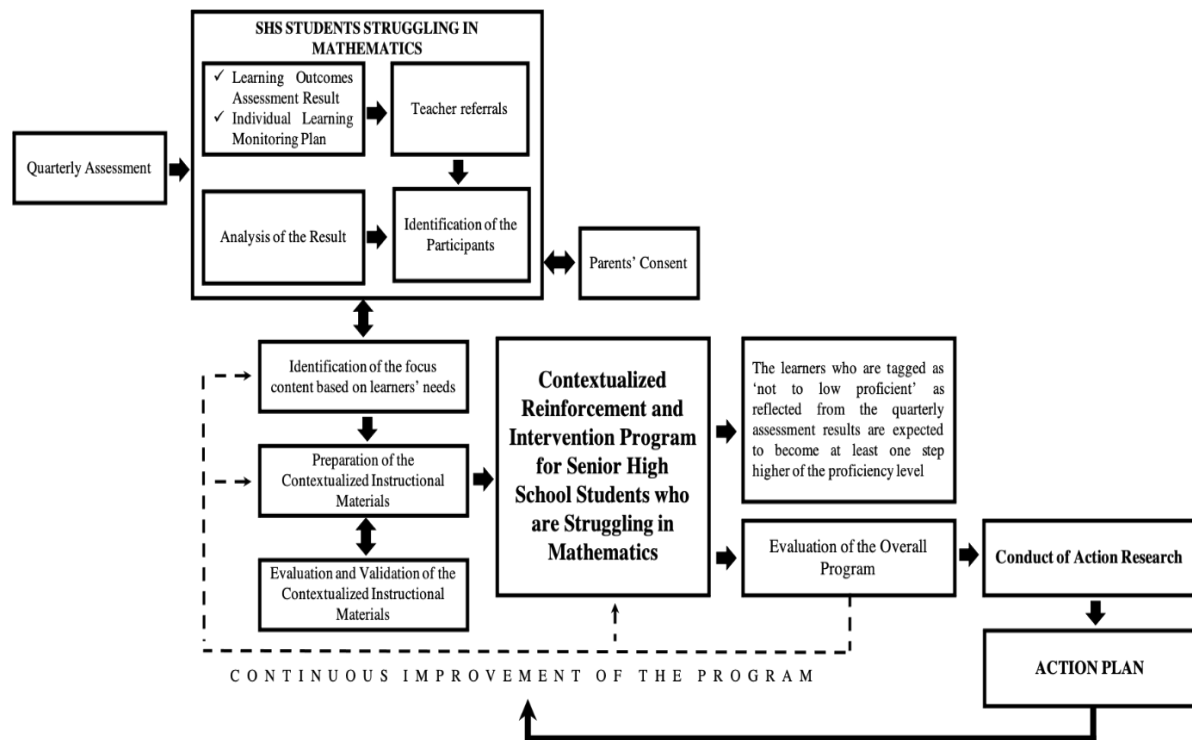 SHS STUDENTS STRUGGLING IN
MATHEMATICS
✓ Learning Outcomes
Assessment Result
✓ Individual Learning
Monitoring Plan
Teacher referrals
Quarterly Assessment
Analysis of the Result
Identification of the
Participants
Parents’ Consent
Identification of the focus
content based on learners’ needs
Preparation of the
Contextualized Instructional
Materials
Evaluation and Validation of the
Contextualized Instructional
Materials
Contextualized
Reinforcement and
Intervention Program
for Senior High
School Students who
are Struggling in
Mathematics
The learners who are tagged as
‘not to low proficient’ as
reflected from the quarterly
assessment results are expected
to become at least one step
higher of the proficiency level
Evaluation of the Overall
Program
Conduct of Action Research
ACTION PLAN
CONTINUOUS IMPROVEMENT OF THE PROGRAM